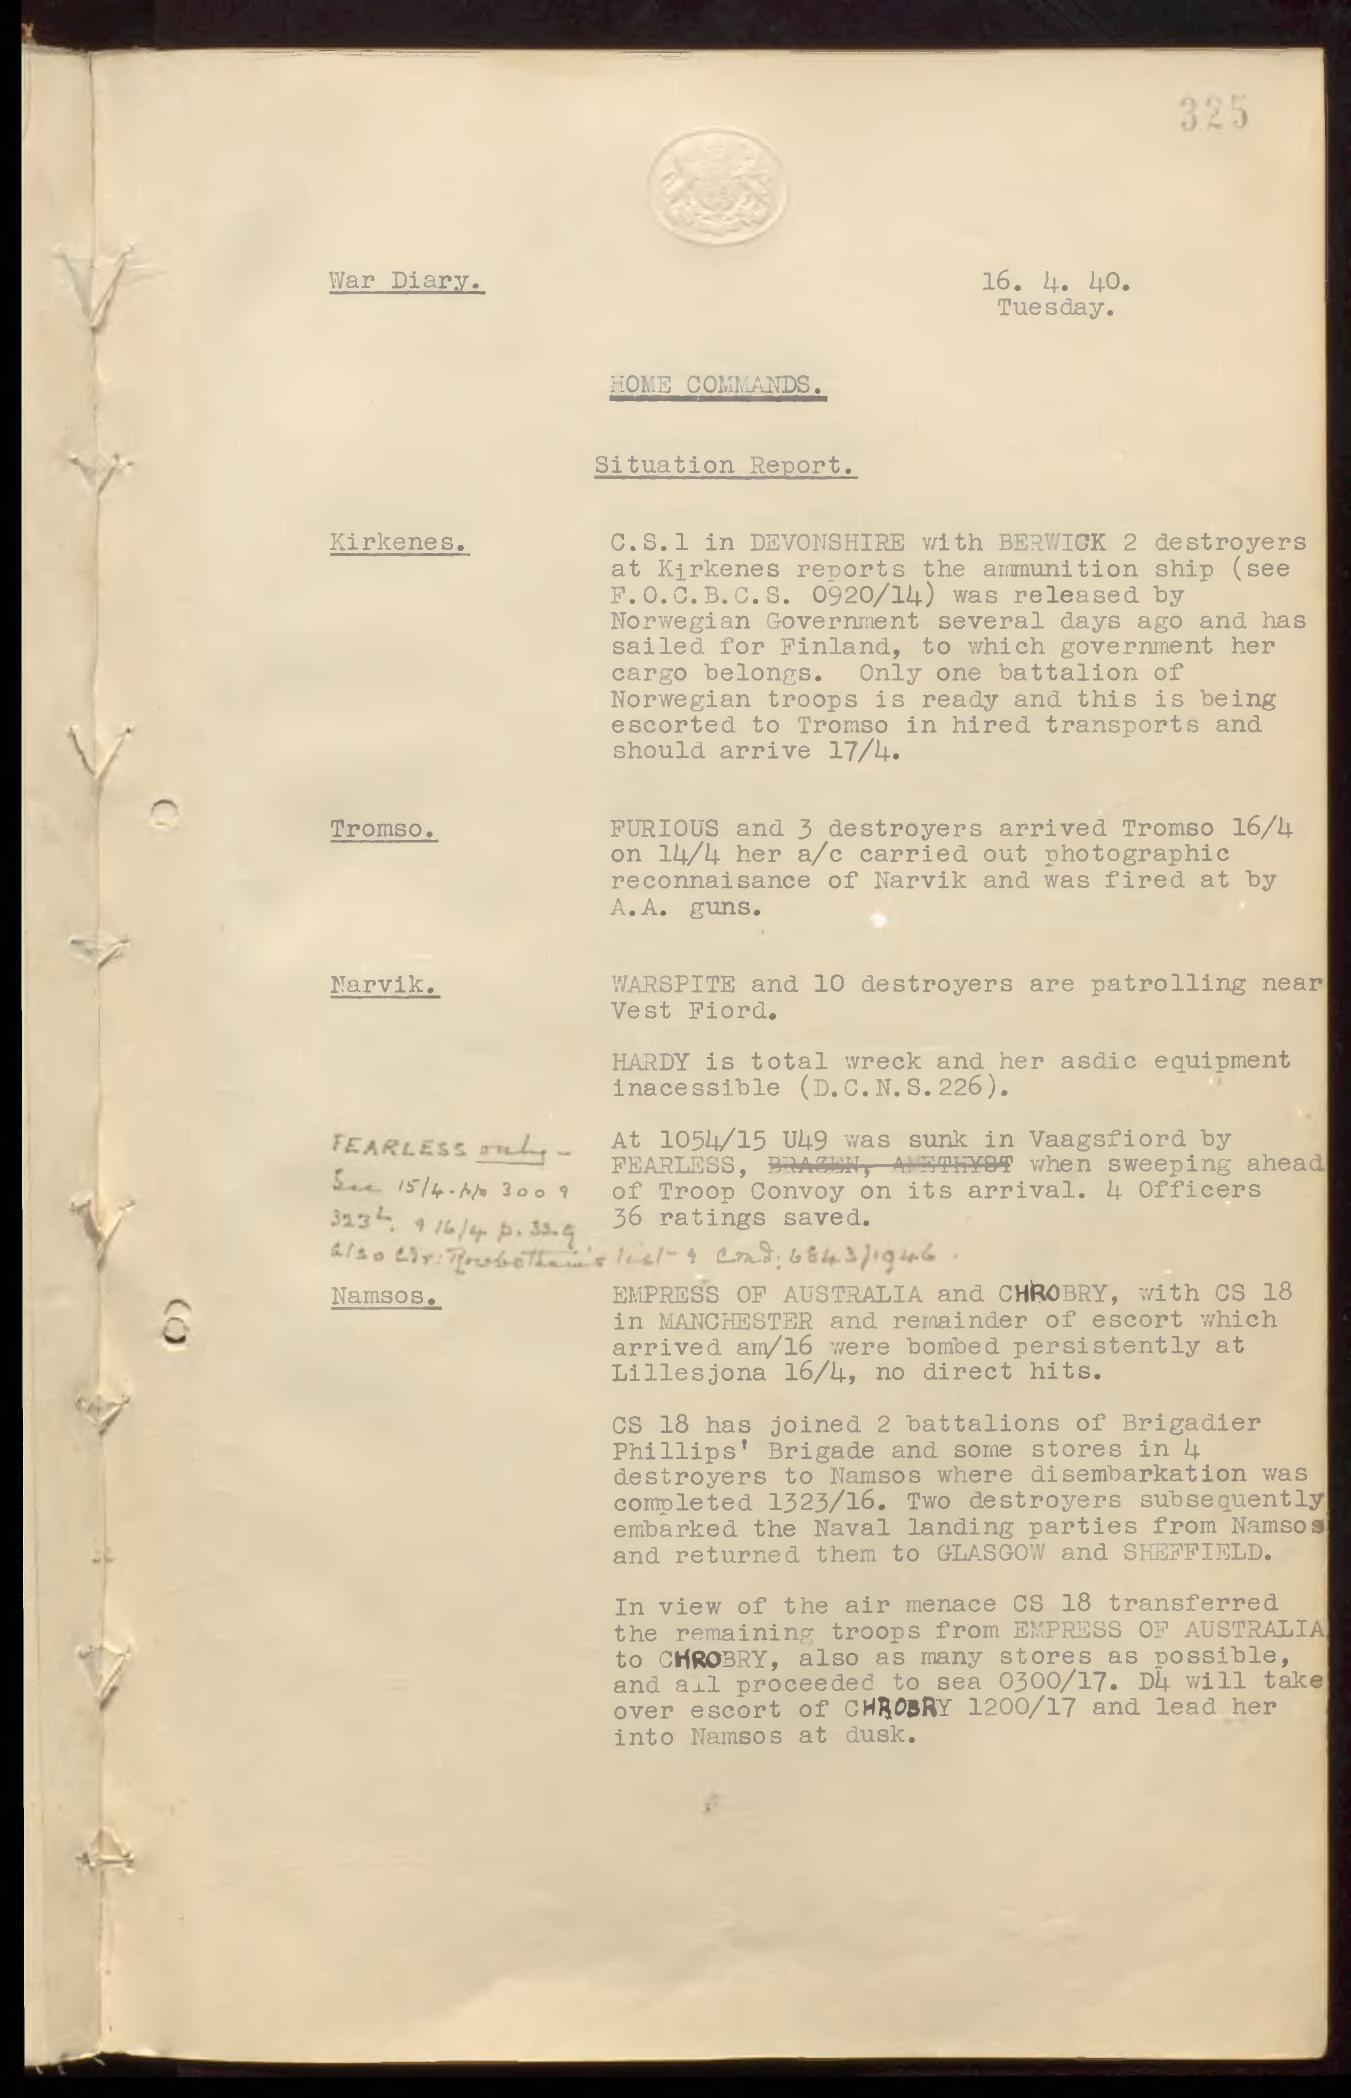 325
War Diary.
16. 4. 40.
Tuesday.
HOME COMMANDS.
Situation Report.
Kirkenes.
C.S.1 in DEVONSHIRE with BERWICK 2 destroyers
at Kirkenes reports the ammunition ship (see
F.O.C.B.C.S. 0920/14) was released by
Norwegian Government several days ago and has
sailed for Finland, to which government her
cargo belongs. Only one battalion of
Norwegian troops is ready and this is being
escorted to Tromso in hired transports and
should arrive 17/4.
Tromso.
FURIOUS and 3 destroyers arrived Tromso 16/4
on 14/4 her a/c carried out photographic
reconnaisance of Narvik and was fired at by
A.A. guns.
Narvik.
WARSPITE and 10 destroyers are patrolling near
Vest Fiord.
HARDY is total wreck and her asdic equipment
inacessible (D.C.N.S.226).
At 1054/15 U49 was sunk in Vaagsfiord by
FEARLESS, BRAZEN, AMETHYST when sweeping ahead
of Troop Convoy on its arrival. 4 Officers
36 ratings saved.
FEARLESS only -
See 15/4. pp 300 &
323 & 16/4 p.
also Cdr: Rowbotham's list & Cmd: 6843/1946.
Namsos.
EMPRESS OF AUSTRALIA and CHROBRY, with CS 18
in MANCHESTER and remainder of escort which
arrived am/16 were bombed persistently at
Lillesjona 16/4, no direct hits.
CS 18 has joined 2 battalions of Brigadier
Phillips' Brigade and some stores in 4
destroyers to Namsos where disembarkation was
completed 1323/16. Two destroyers subsequently
embarked the Naval landing parties from Namsos
and returned them to GLASGOW and SHEFFIELD.
In view of the air menace CS 18 transferred
the remaining troops from EMPRESS OF AUSTRALIA
to CHROBRY, also as many stores as possible,
and all proceeded to sea 0300/17. D4 will take
over escort of CHROBRY 1200/17 and lead her
into Namsos at dusk.